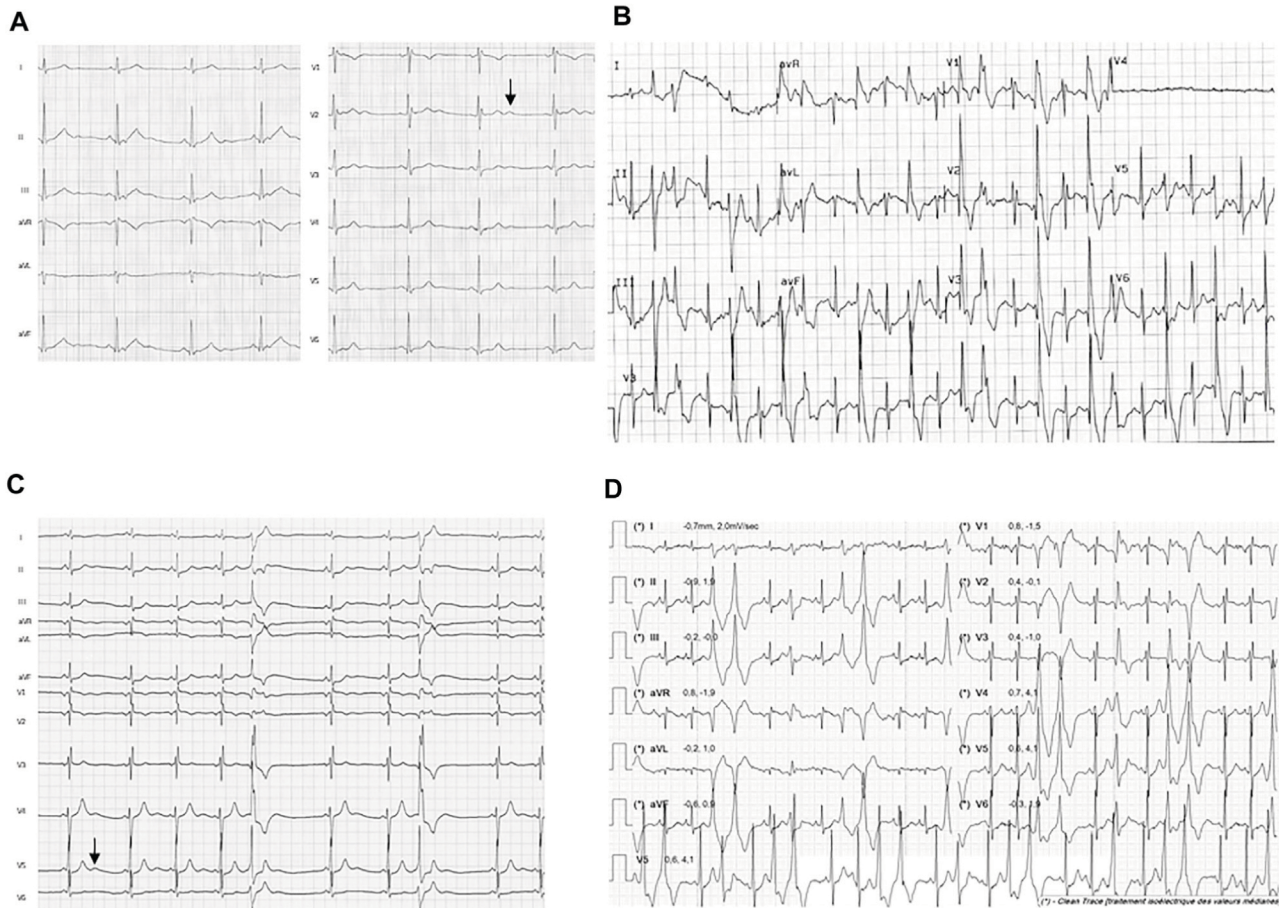 A
I
II
III
aVR
aVL
aVF
V1
V2
V3
V4
V5
V6
B
I
avR
V1
V4
II
avL
V2
V5
III
avF
V3
V6
V3
C
I
II
III
aVR
aVL
aVF
V1
V2
V3
V4
V5
V6
D
(*) I -0,7mm, 2,0mV/sec
(*) V1 0,6, -1,5
(*) II -0,9, 1,9
(*) V2 0,4, -0,1
(*) III -0,2, -0,0
(*) V3 0,4, -1,0
(*) aVR 0,8, -1,9
(*) V4 0,7, 4,1
(*) aVL -0,2, 1,0
(*) V5 0,6, 4,1
(*) aVF -0,6, 0,9
(*) V6 -0,3, 1,9
V5 0,6, 4,1
(*) - Clean Trace [traitement isoélectrique des valeurs médianes